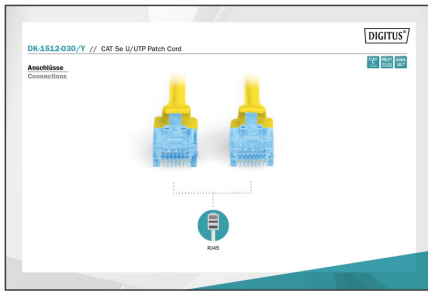 DIGITUS®
DK-1512-030/Y // CAT 5e U/UTP Patch Cord
Anschlüsse
Connections
RJ45